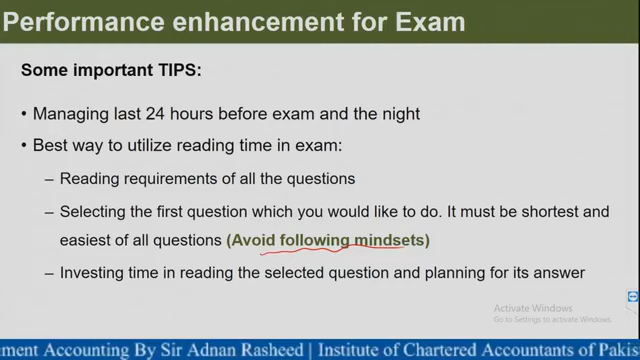 Performance enhancement for Exam
Some important TIPS:
• Managing last 24 hours before exam and the night
• Best way to utilize reading time in exam:
– Reading requirements of all the questions
– Selecting the first question which you would like to do. It must be shortest and
easiest of all questions (Avoid following mindsets)
– Investing time in reading the selected question and planning for its answer
Activate Windows
Go to Settings to activate Windows.
ement Accounting By Sir Adnan Rasheed | Institute of Chartered Accountants of Pakis